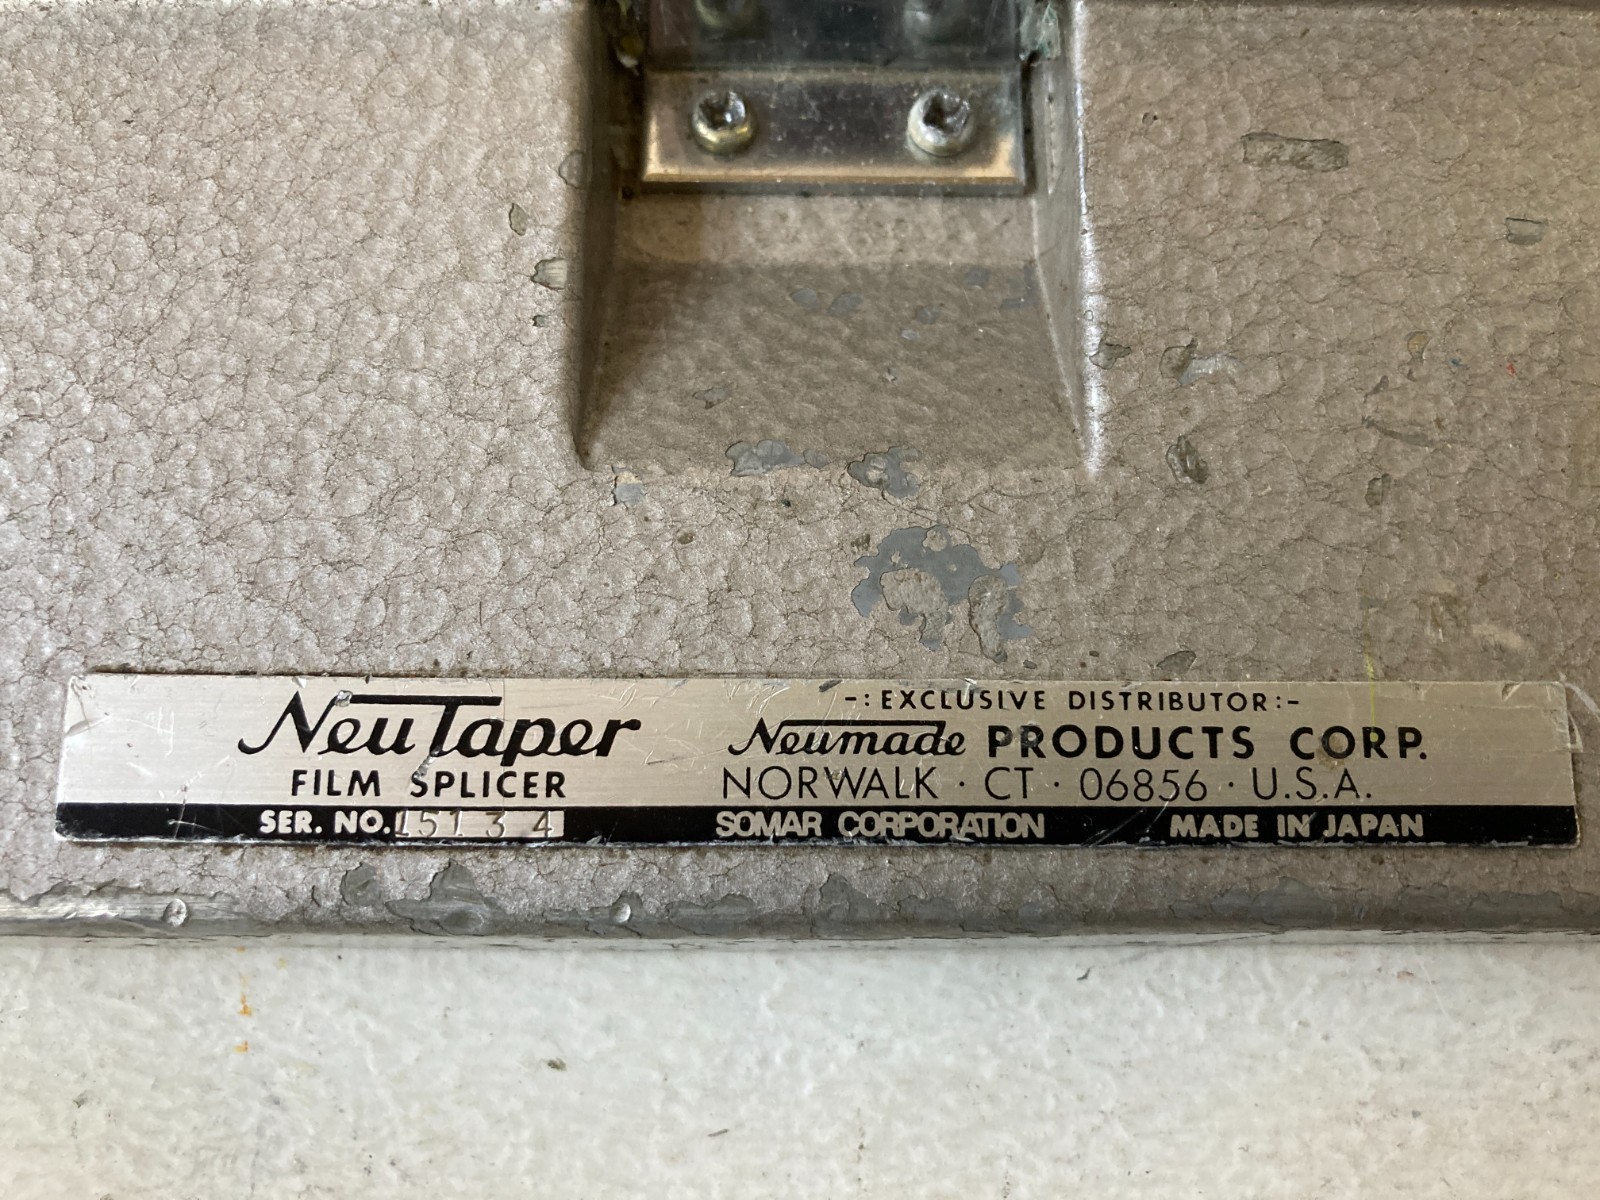 NeuTaper
FILM SPLICER
SER. NO. 15134
-: EXCLUSIVE DISTRIBUTOR :-
Neumade PRODUCTS CORP.
NORWALK · CT · 06856 · U.S.A.
SOMAR CORPORATION MADE IN JAPAN